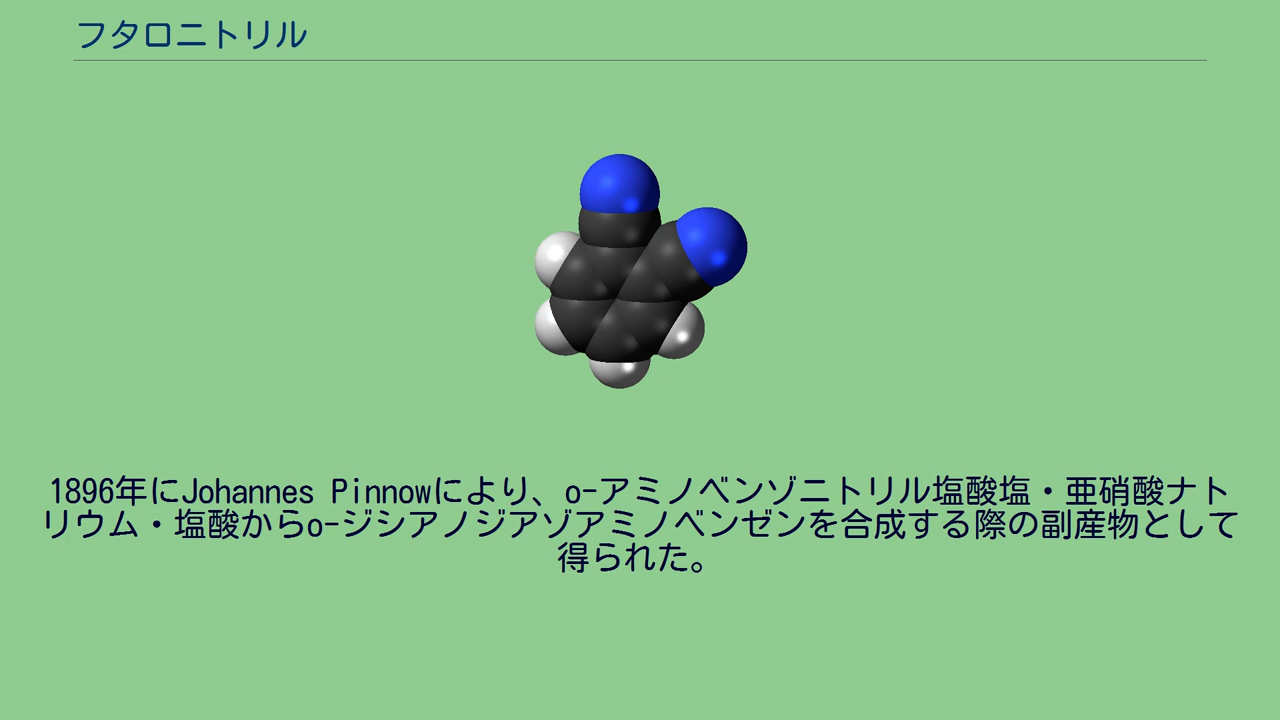 フタロニトリル
1896年にJohannes Pinnowにより、o-アミノベンゾニトリル塩酸塩・亜硝酸ナト
リウム・塩酸からo-ジシアノジアゾアミノベンゼンを合成する際の副産物として
得られた。